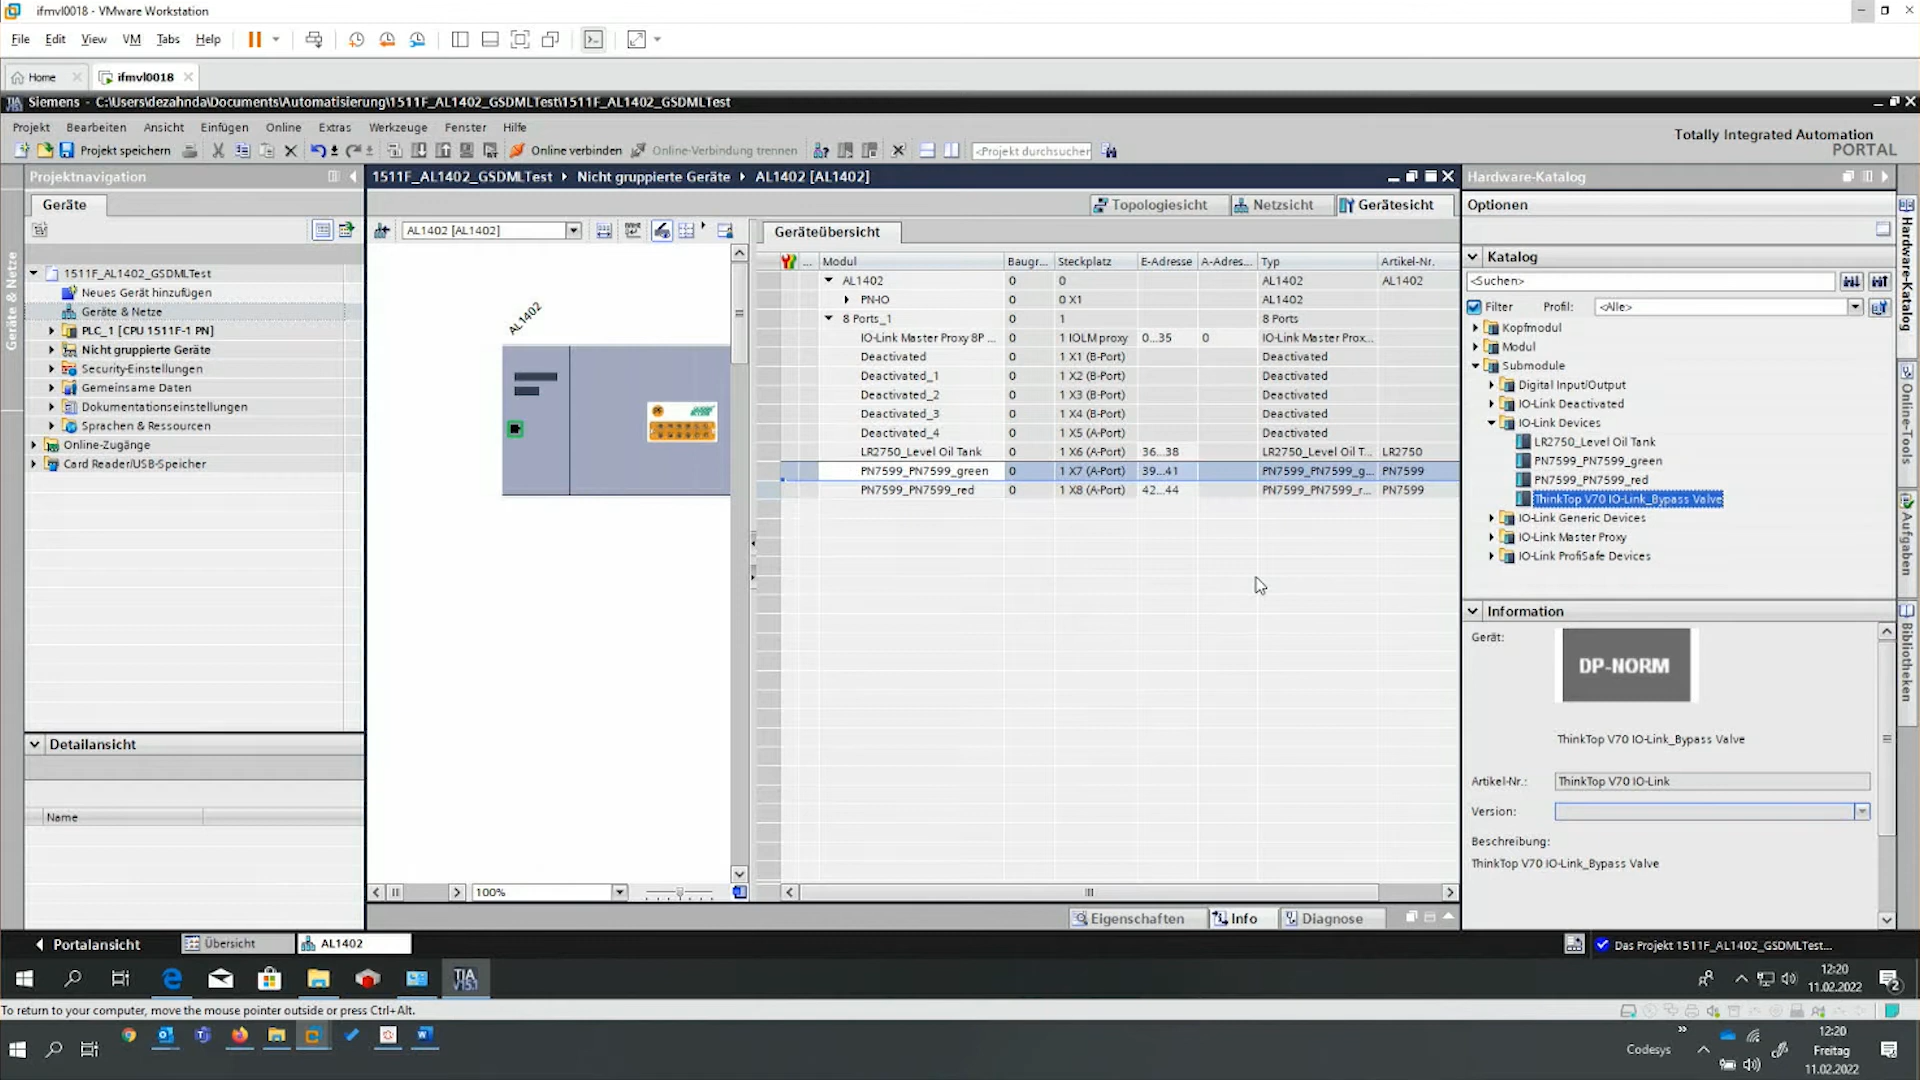 ifmvl0018 - VMware Workstation
File Edit View VM Tabs Help
Home
ifmvl0018
Siemens - C:\Users\dezahnda\Documents\Automatisierung\1511F_AL1402_GSDMLTest\1511F_AL1402_GSDMLTest
Projekt Bearbeiten Ansicht Einfügen Online Extras Werkzeuge Fenster Hilfe
Projekt speichern Online verbinden Online-Verbindung trennen <Projekt durchsuchen
Totally Integrated Automation
PORTAL
Projektnavigation
Geräte
Geräte & Netze
1511F_AL1402_GSDMLTest
Neues Gerät hinzufügen
Geräte & Netze
PLC_1 [CPU 1511F-1 PN]
Nicht gruppierte Geräte
Security-Einstellungen
Gemeinsame Daten
Dokumentationseinstellungen
Sprachen & Ressourcen
Online-Zugänge
Card Reader/USB-Speicher
Detailansicht
Name
1511F_AL1402_GSDMLTest Nicht gruppierte Geräte AL1402 [AL1402]
Topologiesicht Netzsicht Gerätesicht
AL1402 [AL1402]
AL1402
100%
Geräteübersicht
... Modul Baugr... Steckplatz E-Adresse A-Adres... Typ Artikel-Nr.
AL1402 0 0 AL1402 AL1402
PN-IO 0 0 X1 AL1402
8 Ports_1 0 1 8 Ports
IO-Link Master Proxy 8P ... 0 1 IOLM proxy 0...35 0 IO-Link Master Prox...
Deactivated 0 1 X1 (B-Port) Deactivated
Deactivated_1 0 1 X2 (B-Port) Deactivated
Deactivated_2 0 1 X3 (B-Port) Deactivated
Deactivated_3 0 1 X4 (B-Port) Deactivated
Deactivated_4 0 1 X5 (A-Port) Deactivated
LR2750_Level Oil Tank 0 1 X6 (A-Port) 36...38 LR2750_Level Oil T... LR2750
PN7599_PN7599_green 0 1 X7 (A-Port) 39...41 PN7599_PN7599_g... PN7599
PN7599_PN7599_red 0 1 X8 (A-Port) 42...44 PN7599_PN7599_r... PN7599
Eigenschaften Info Diagnose
Hardware-Katalog
Optionen
Katalog
<Suchen>
Filter Profil: <Alle>
Kopfmodul
Modul
Submodule
Digital Input/Output
IO-Link Deactivated
IO-Link Devices
LR2750_Level Oil Tank
PN7599_PN7599_green
PN7599_PN7599_red
ThinkTop V70 IO-Link_Bypass Valve
IO-Link Generic Devices
IO-Link Master Proxy
IO-Link ProfiSafe Devices
Information
Gerät:
DP-NORM
ThinkTop V70 IO-Link_Bypass Valve
Artikel-Nr.: ThinkTop V70 IO-Link
Version:
Beschreibung:
ThinkTop V70 IO-Link_Bypass Valve
Hardware-Katalog
Online-Tools
Aufgaben
Bibliotheken
Portalansicht Übersicht AL1402 Das Projekt 1511F_AL1402_GSDMLTest...
TIA
V15.1
12:20
11.02.2022
2
To return to your computer, move the mouse pointer outside or press Ctrl+Alt.
Codesys
12:20
Freitag
11.02.2022